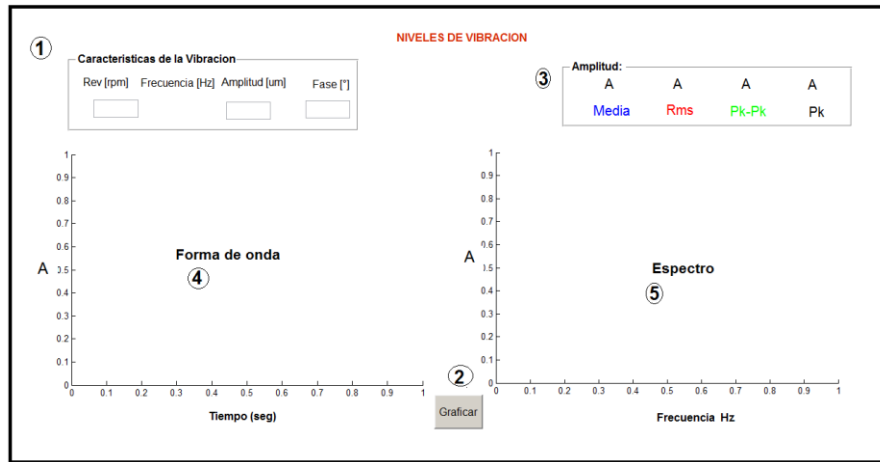 NIVELES DE VIBRACION
1
Caracteristicas de la Vibracion
Rev [rpm] Frecuencia [Hz] Amplitud [um] Fase [°]
3
Amplitud:
A A A A
Media Rms Pk-Pk Pk
1
0.9
0.8
0.7
0.6
0.5
0.4
0.3
0.2
0.1
0
A
Forma de onda
4
0 0.1 0.2 0.3 0.4 0.5 0.6 0.7 0.8 0.9 1
Tiempo (seg)
2
Graficar
1
0.9
0.8
0.7
0.6
0.5
0.4
0.3
0.2
0.1
0
A
Espectro
5
0 0.1 0.2 0.3 0.4 0.5 0.6 0.7 0.8 0.9 1
Frecuencia Hz